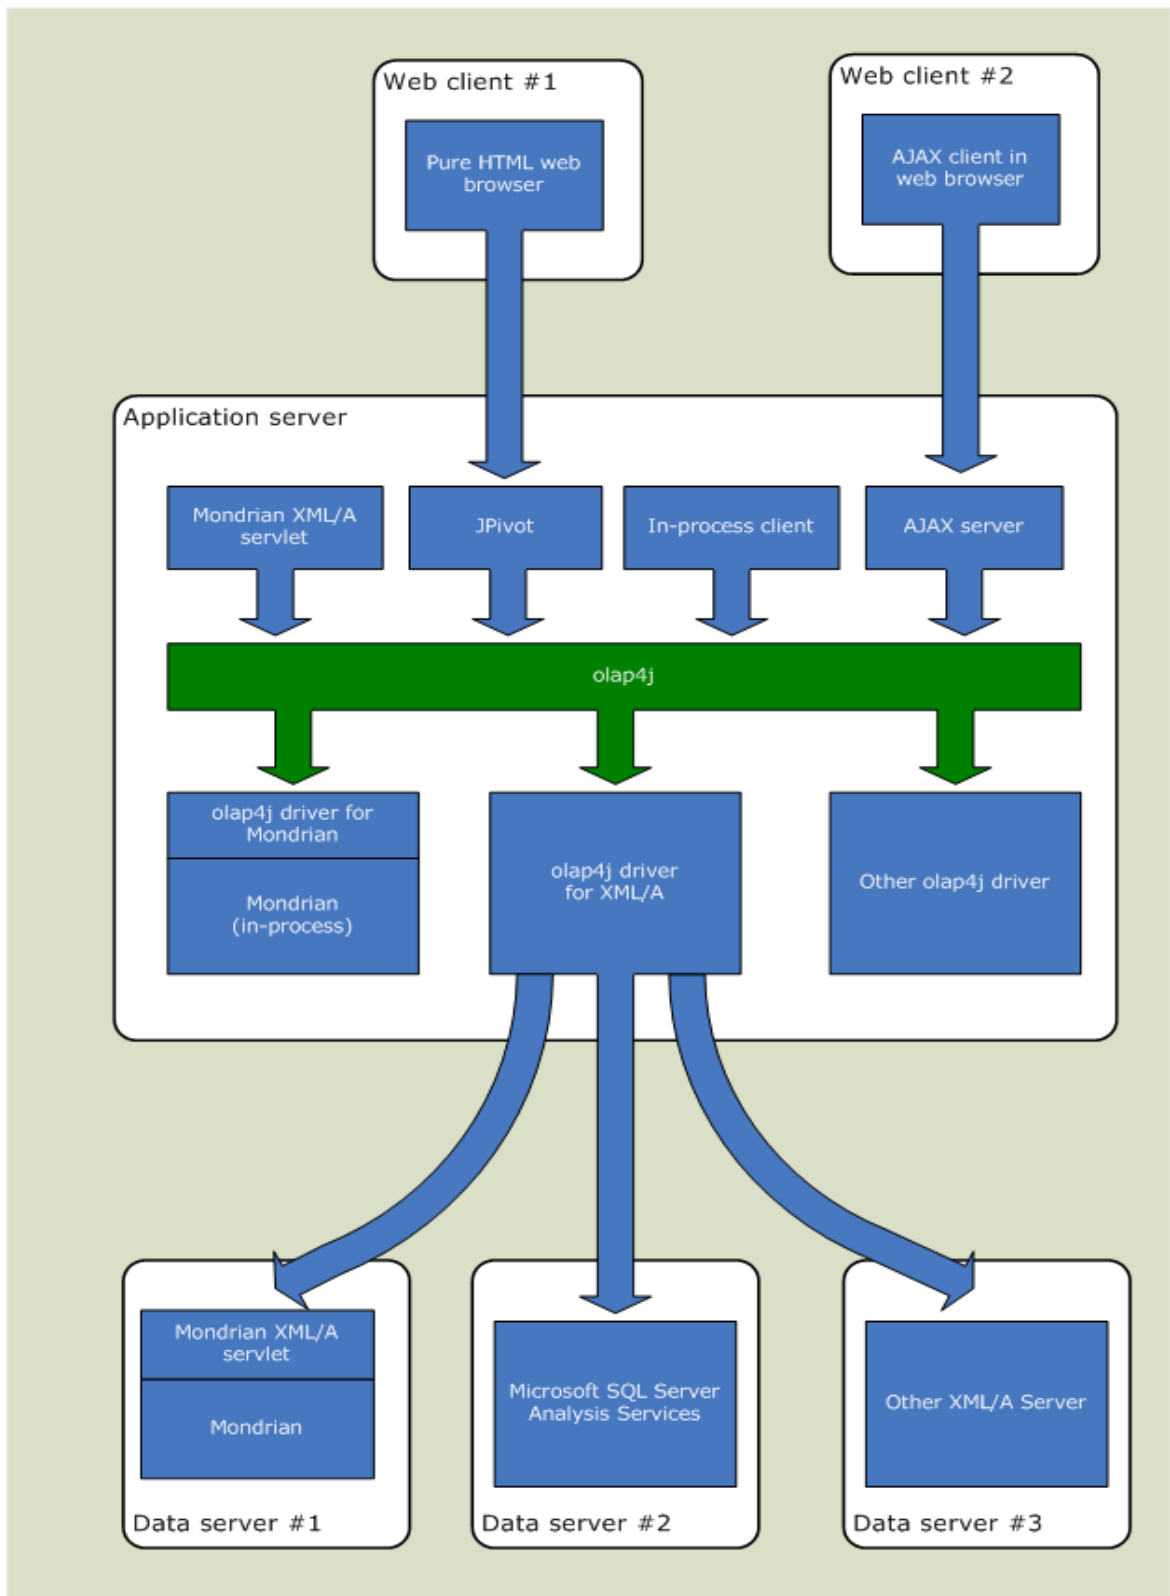 Web client #1
Web client #2
Pure HTML web
browser
AJAX client in
web browser
Application server
Mondrian XML/A
servlet
JPivot
In-process client
AJAX server
olap4j
olap4j driver for
Mondrian
Mondrian
(in-process)
olap4j driver
for XML/A
Other olap4j driver
Mondrian XML/A
servlet
Mondrian
Data server #1
Microsoft SQL Server
Analysis Services
Data server #2
Other XML/A Server
Data server #3